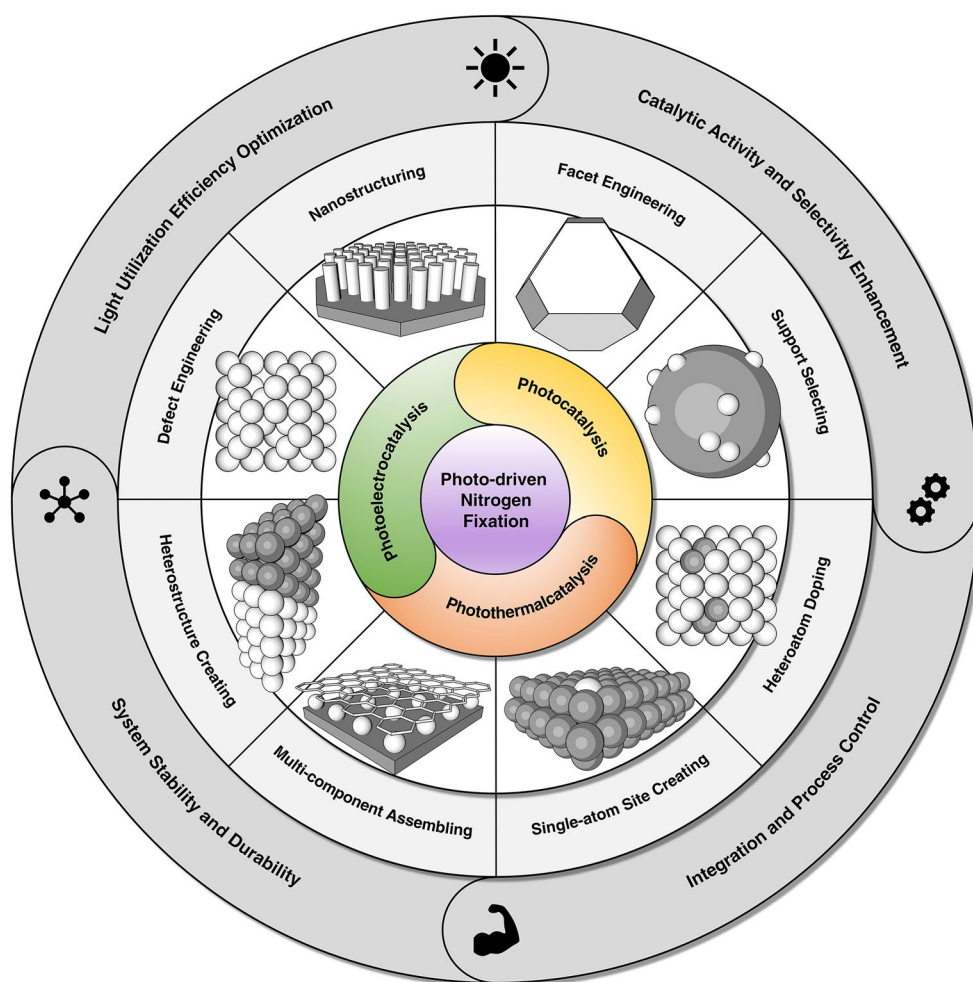 Light Utilization Efficiency Optimization
Catalytic Activity and Selectivity Enhancement
Integration and Process Control
System Stability and Durability
Nanostructuring
Facet Engineering
Support Selecting
Heteroatom Doping
Single-atom Site Creating
Multi-component Assembling
Heterostructure Creating
Defect Engineering
Photoelectrocatalysis
Photocatalysis
Photothermalcatalysis
Photo-driven
Nitrogen
Fixation